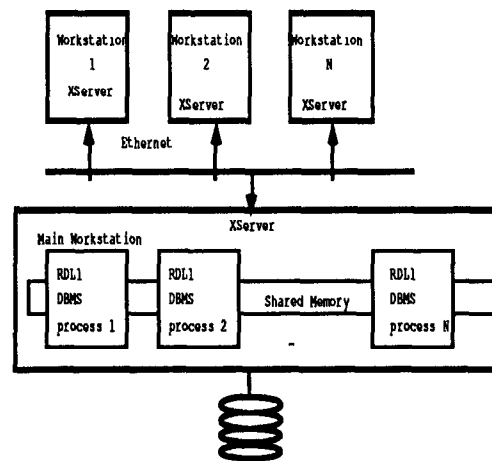 Workstation
1
XServer
Workstation
2
XServer
Workstation
N
XServer
Ethernet
XServer
Main Workstation
RDL1
DBMS
process 1
RDL1
DBMS
process 2
Shared Memory
RDL1
DBMS
process N